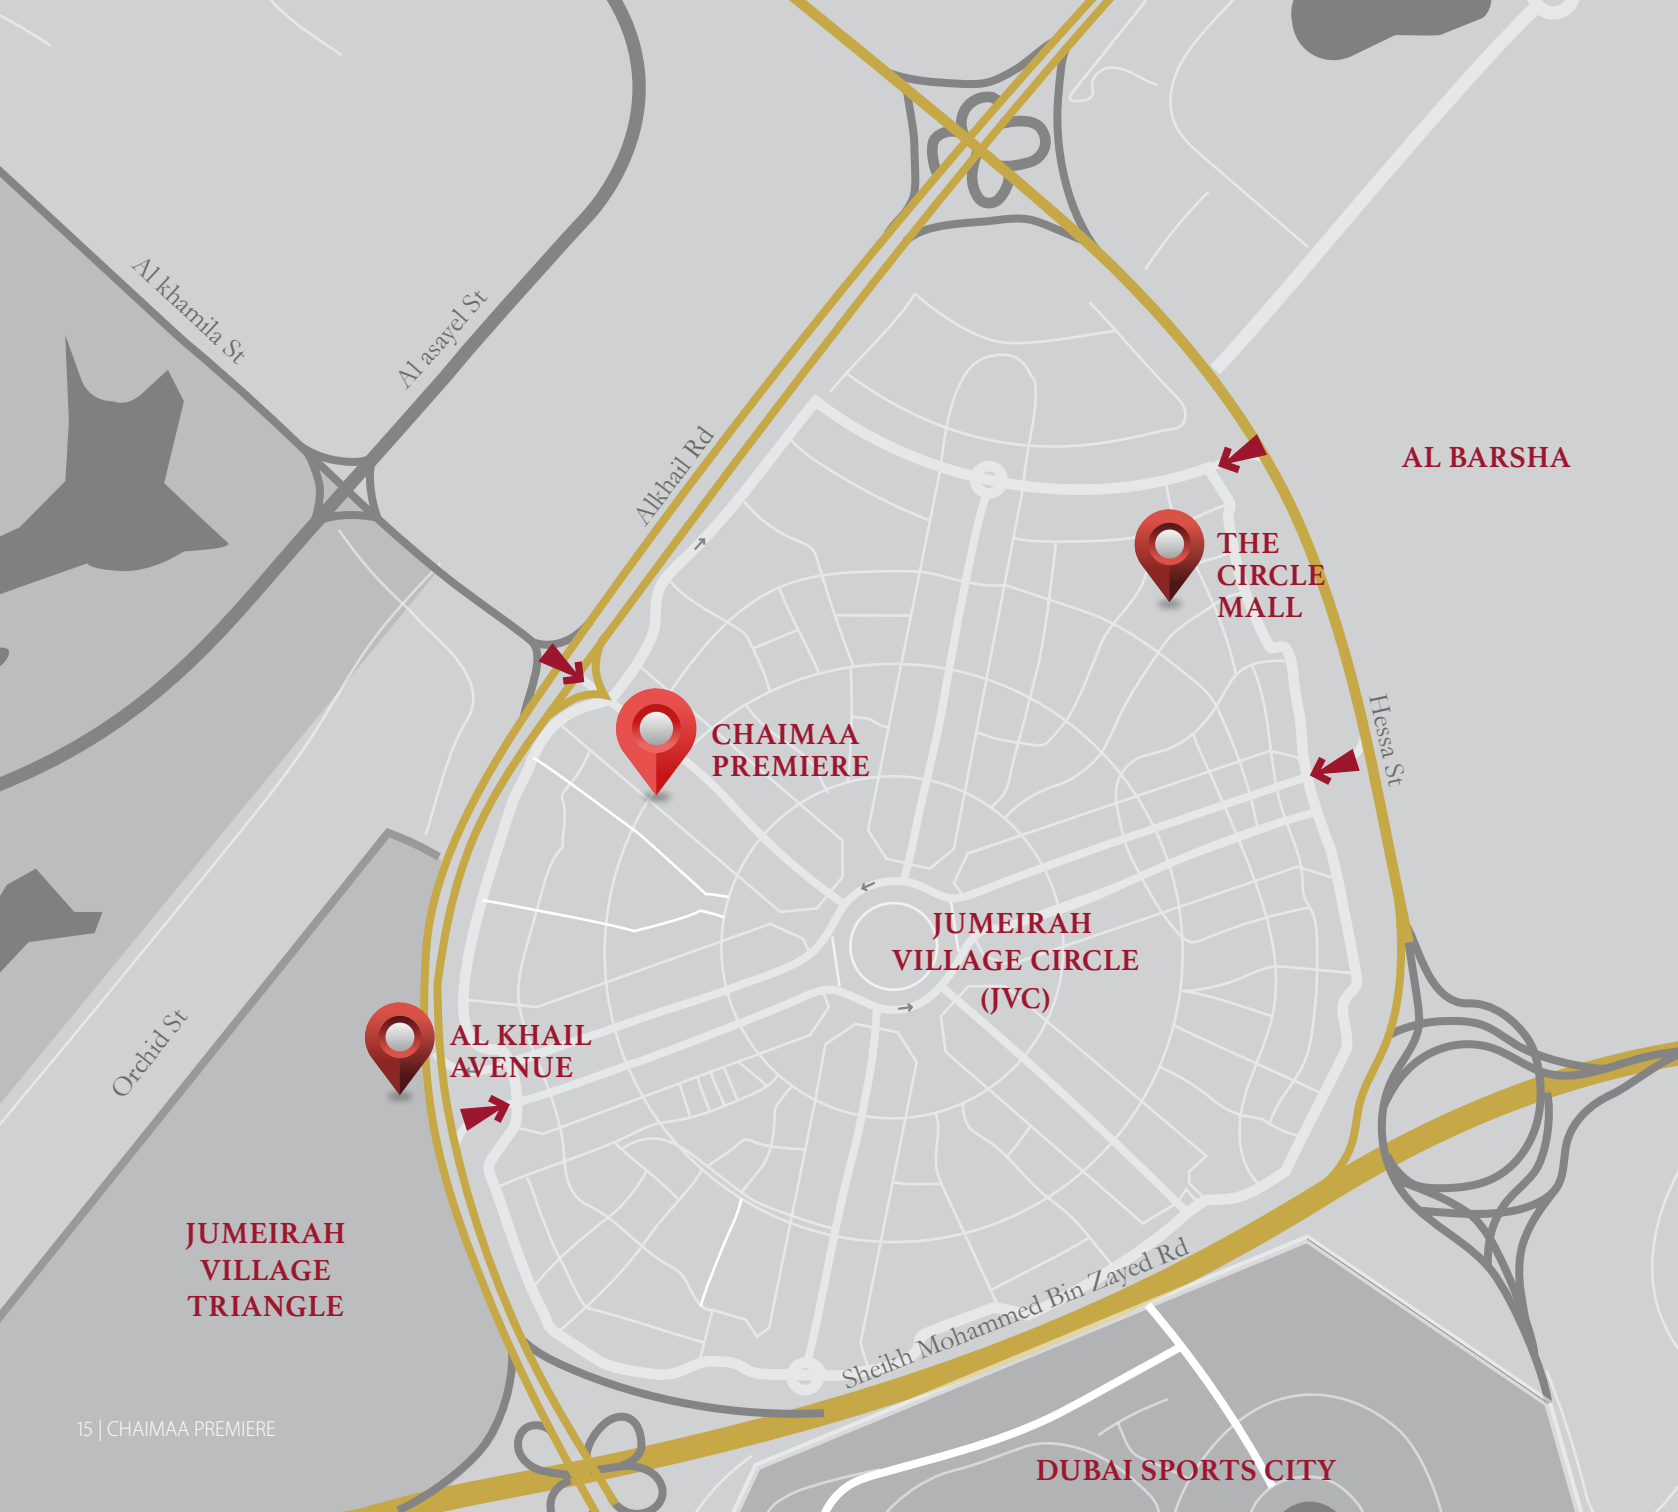 Al khamila St
Al asayel St
Alkhail Rd
AL BARSHA
THE
CIRCLE
MALL
Hessa St
CHAIMAA
PREMIERE
JUMEIRAH
VILLAGE CIRCLE
(JVC)
AL KHAIL
AVENUE
Orchid St
JUMEIRAH
VILLAGE
TRIANGLE
Sheikh Mohammed Bin Zayed Rd
DUBAI SPORTS CITY
15 | CHAIMAA PREMIERE